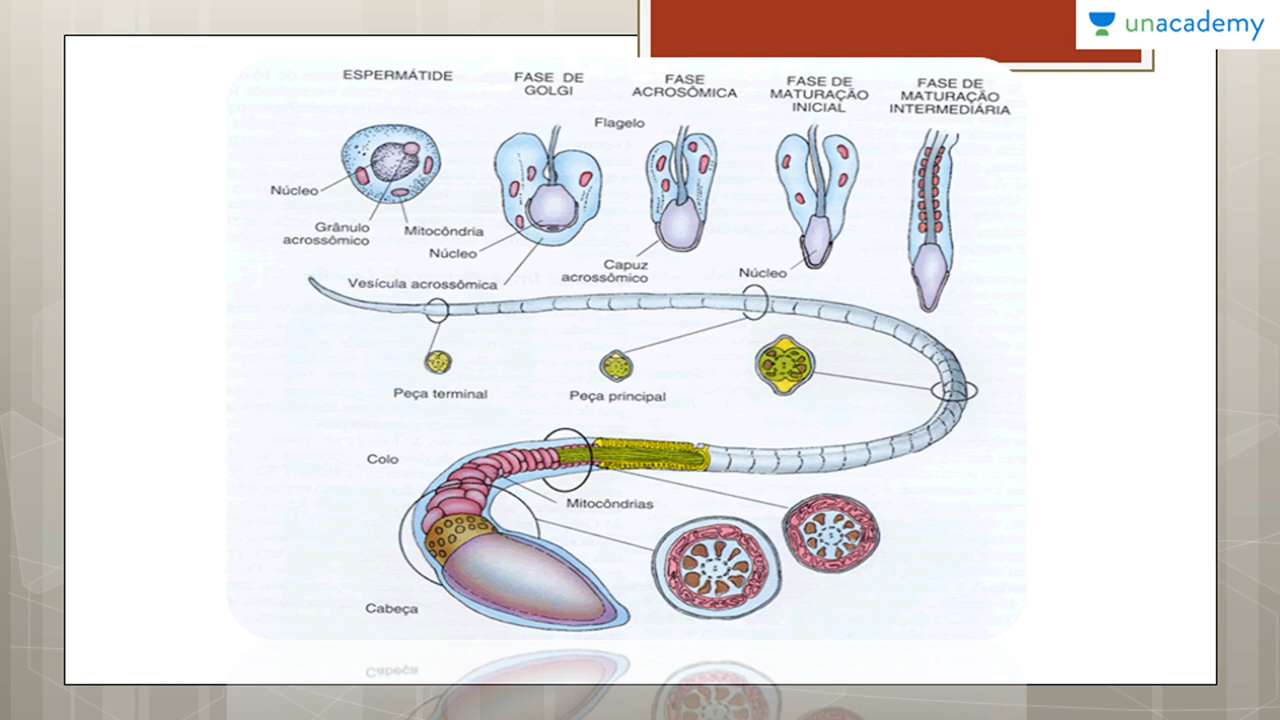 unacademy
ESPERMÁTIDE
FASE DE
GOLGI
FASE
ACROSÔMICA
FASE DE
MATURAÇÃO
INICIAL
FASE DE
MATURAÇÃO
INTERMEDIÁRIA
Flagelo
Núcleo
Grânulo
acrossômico
Mitocôndria
Núcleo
Vesícula acrossômica
Capuz
acrossômico
Núcleo
Peça terminal
Peça principal
Colo
Mitocôndrias
Cabeça
Cabeça